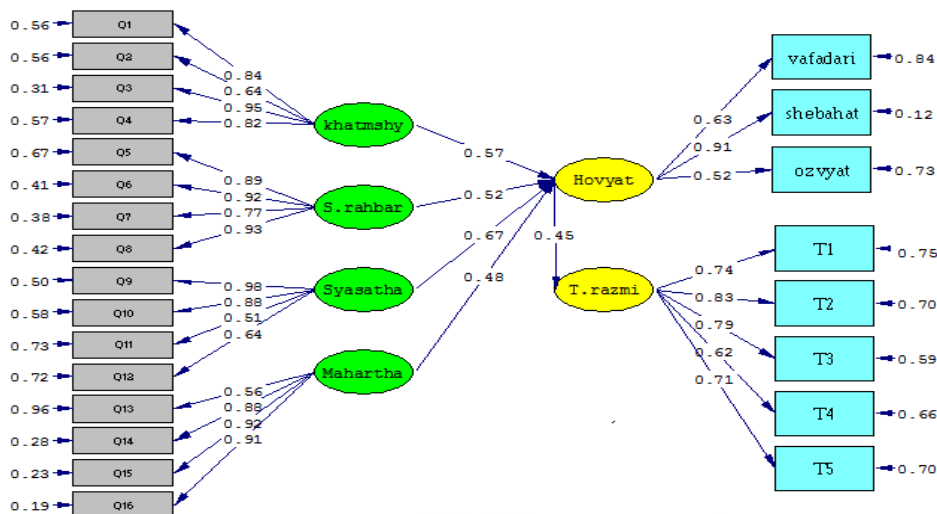 0.56 Q1
0.56 Q2
0.31 Q3
0.57 Q4
0.67 Q5
0.41 Q6
0.38 Q7
0.42 Q8
0.50 Q9
0.58 Q10
0.73 Q11
0.72 Q12
0.96 Q13
0.28 Q14
0.23 Q15
0.19 Q16
0.84
0.64
0.95
0.82
0.89
0.92
0.77
0.93
0.98
0.88
0.51
0.64
0.56
0.88
0.92
0.91
khatmshy
S.rahbar
Syasatha
Mahartha
0.57
0.52
0.67
0.48
Hovyat
0.45
T.razmi
0.63
0.91
0.52
0.74
0.83
0.79
0.62
0.71
vafadari 0.84
shebahat 0.12
ozvyat 0.73
T1 0.75
T2 0.70
T3 0.59
T4 0.66
T5 0.70